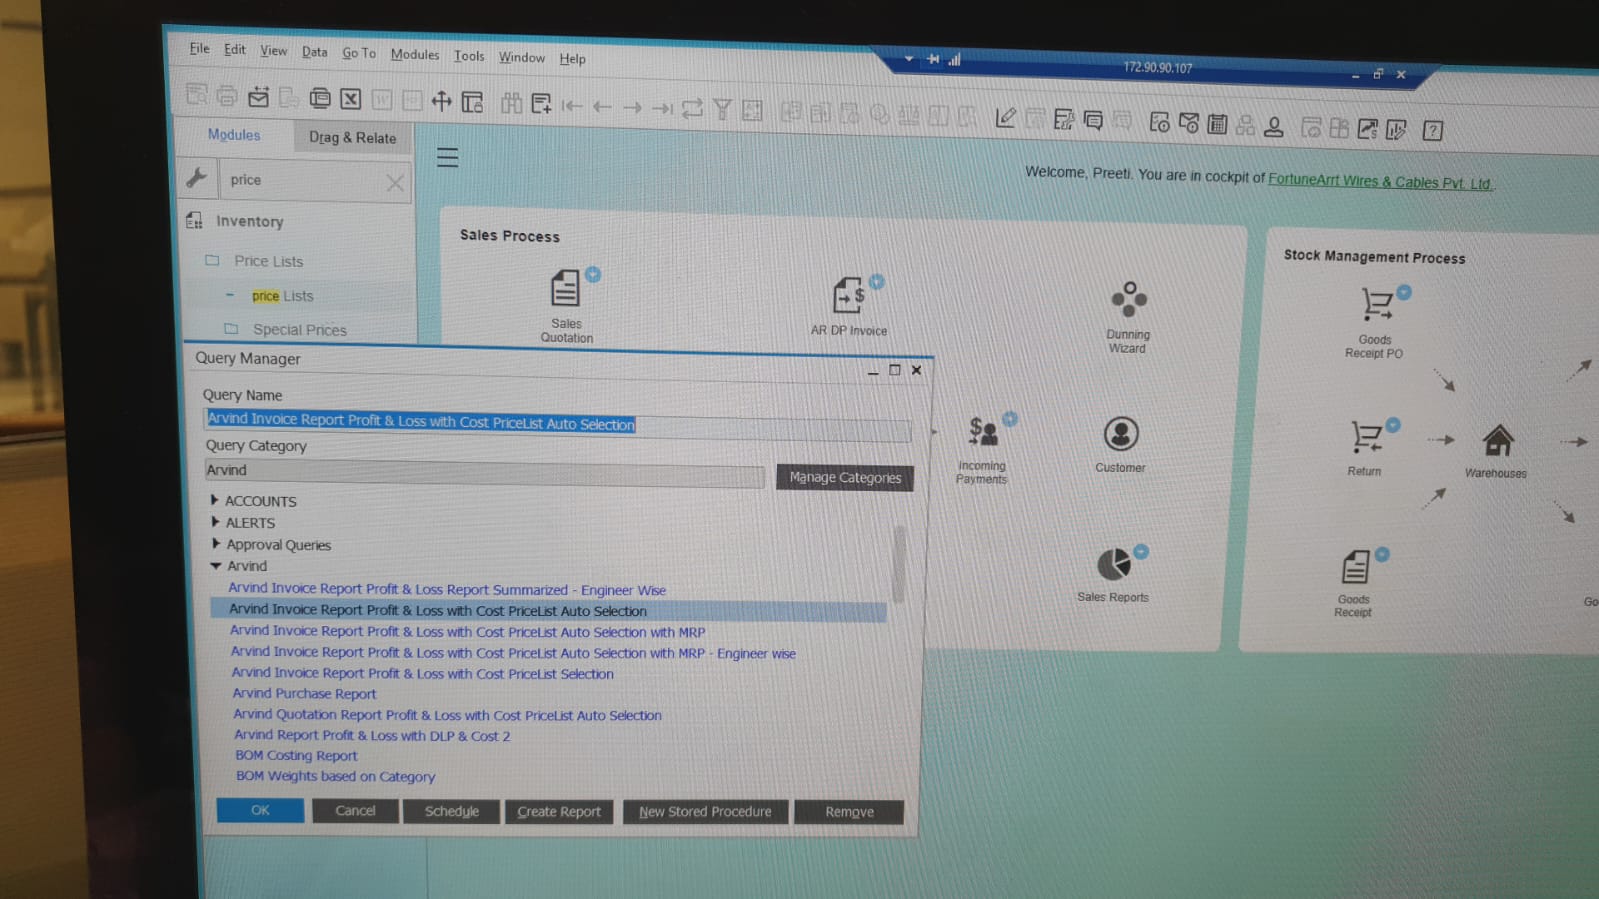 File Edit View Data Go To Modules Tools Window Help
172.90.90.107
Modules
Drag & Relate
price
Welcome, Preeti. You are in cockpit of FortuneArrt Wires & Cables Pvt. Ltd.
Inventory
Price Lists
price Lists
Special Prices
Sales Process
Sales
Quotation
AR DP Invoice
Dunning
Wizard
Incoming
Payments
Customer
Sales Reports
Stock Management Process
Goods
Receipt PO
Return
Warehouses
Goods
Receipt
Go
Query Manager
Query Name
Arvind Invoice Report Profit & Loss with Cost PriceList Auto Selection
Query Category
Arvind
Manage Categories
ACCOUNTS
ALERTS
Approval Queries
Arvind
Arvind Invoice Report Profit & Loss Report Summarized - Engineer Wise
Arvind Invoice Report Profit & Loss with Cost PriceList Auto Selection
Arvind Invoice Report Profit & Loss with Cost PriceList Auto Selection with MRP
Arvind Invoice Report Profit & Loss with Cost PriceList Auto Selection with MRP - Engineer wise
Arvind Invoice Report Profit & Loss with Cost PriceList Selection
Arvind Purchase Report
Arvind Quotation Report Profit & Loss with Cost PriceList Auto Selection
Arvind Report Profit & Loss with DLP & Cost 2
BOM Costing Report
BOM Weights based on Category
OK Cancel Schedule Create Report New Stored Procedure Remove